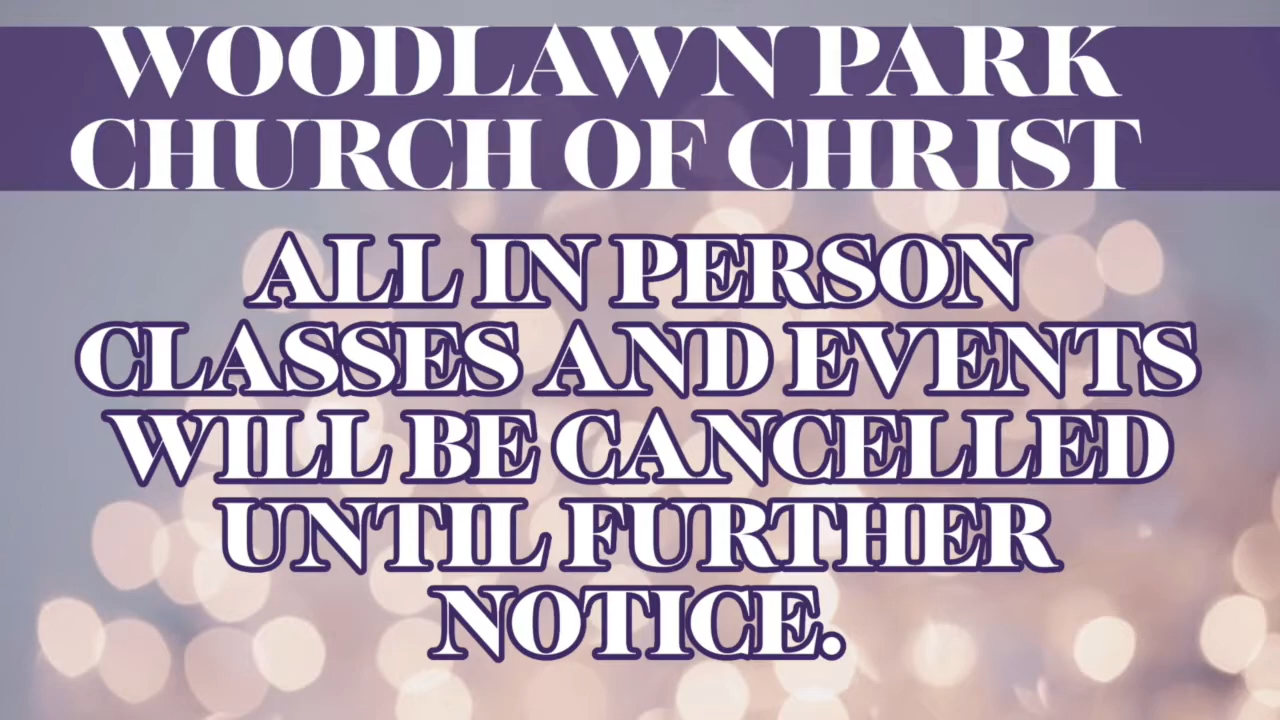 WOODLAWN PARK
CHURCH OF CHRIST
ALL IN PERSON
CLASSES AND EVENTS
WILL BE CANCELLED
UNTIL FURTHER
NOTICE.